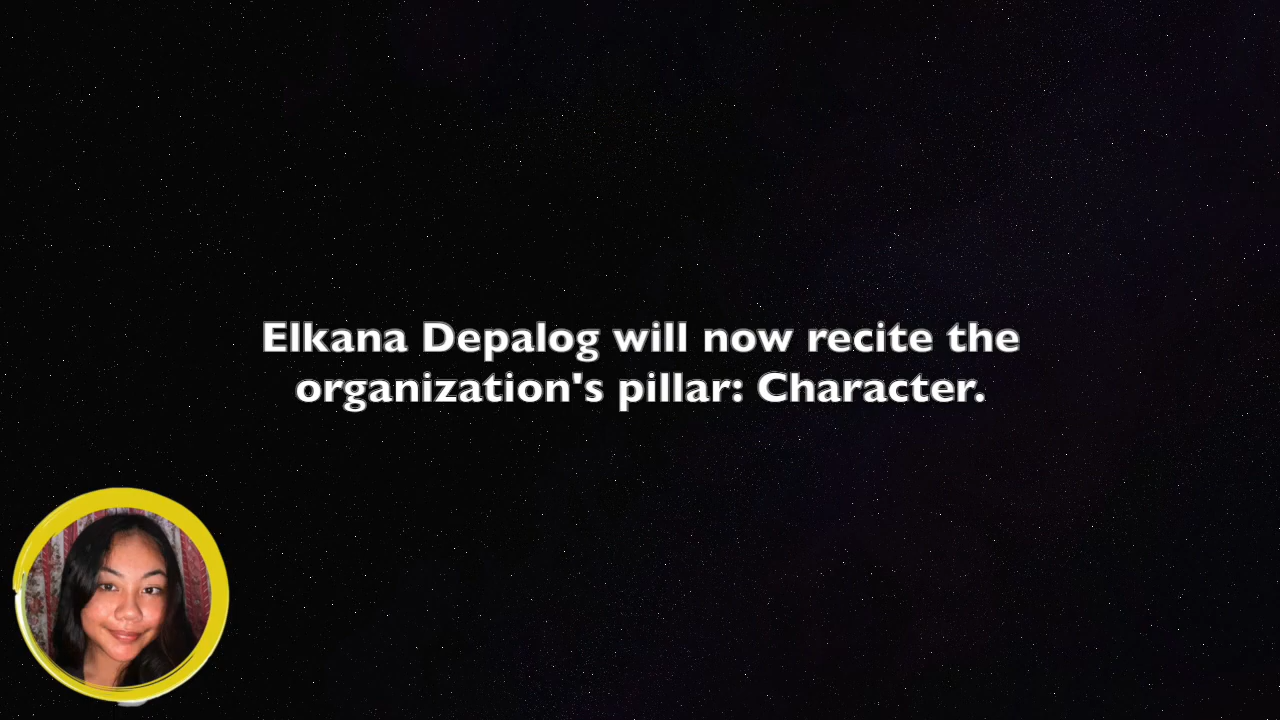 Elkana Depalog will now recite the
organization's pillar: Character.